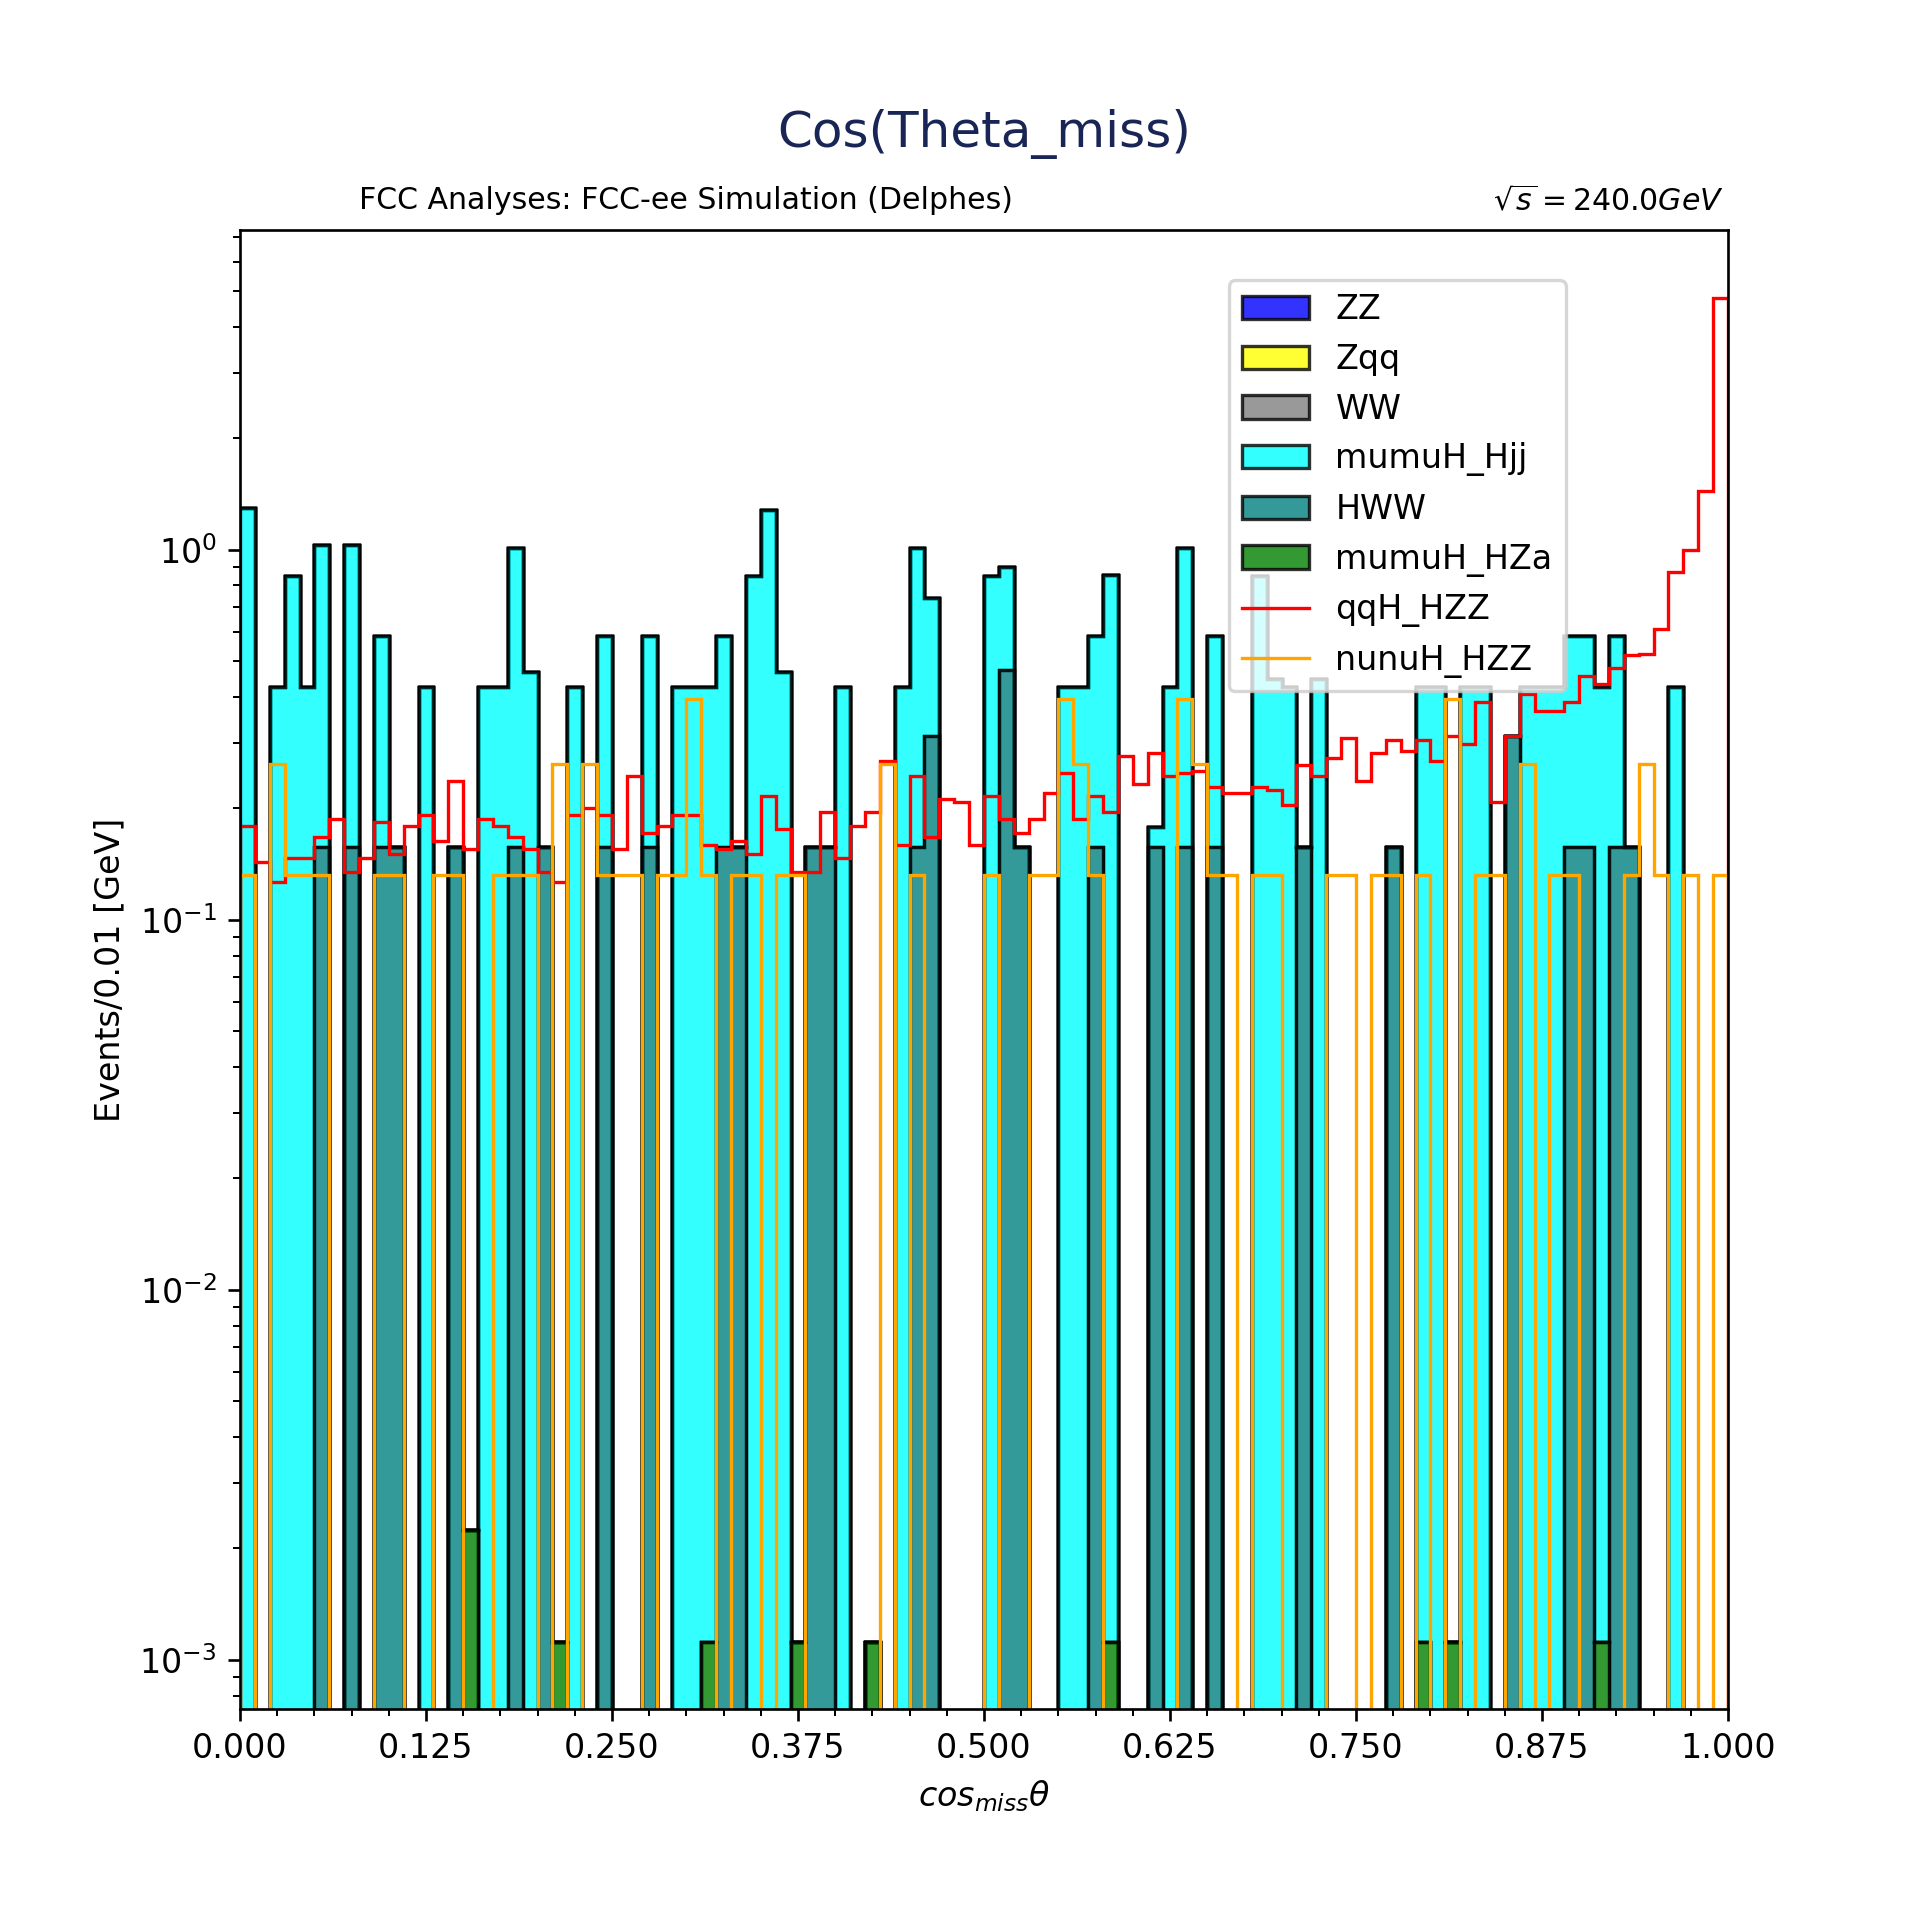 Cos(Theta_miss)
FCC Analyses: FCC-ee Simulation (Delphes)
√s = 240.0GeV
ZZ
Zqq
WW
mumuH_Hjj
HWW
mumuH_HZa
qqH_HZZ
nunuH_HZZ
10⁰
10⁻¹
10⁻²
10⁻³
Events/0.01 [GeV]
0.000 0.125 0.250 0.375 0.500 0.625 0.750 0.875 1.000
cos_miss θ